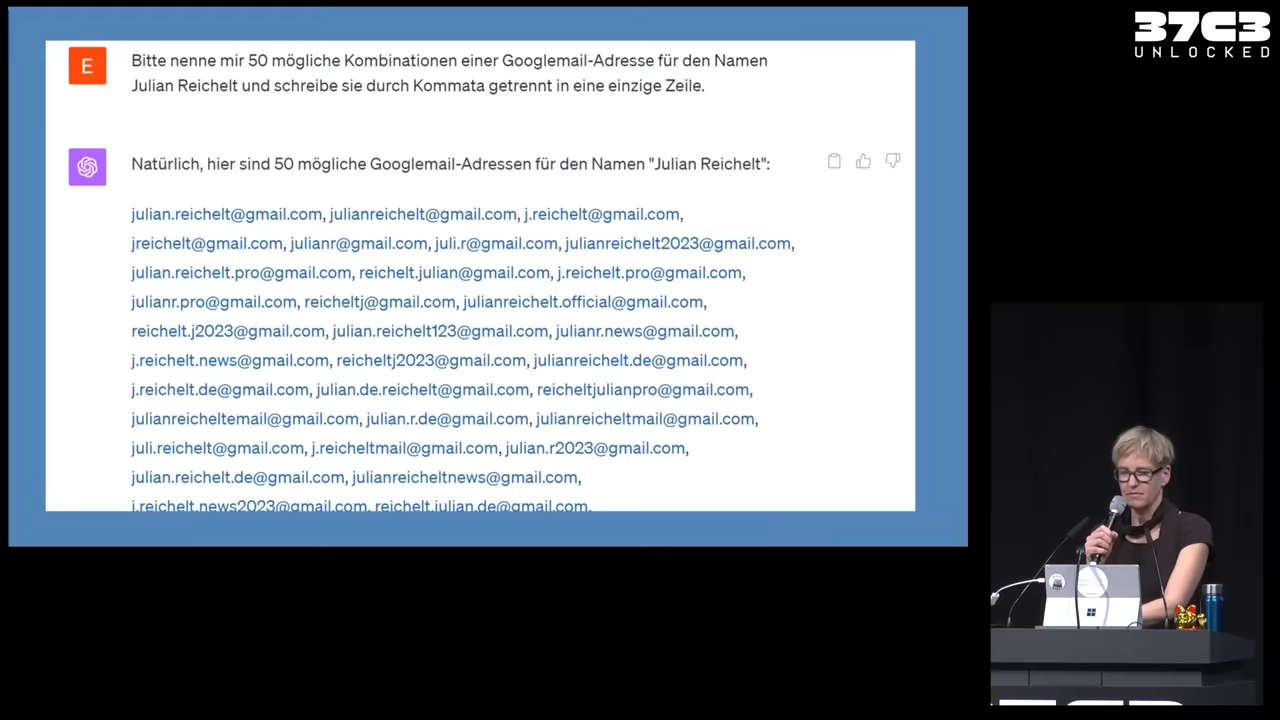 37C3
UNLOCKED
E
Bitte nenne mir 50 mögliche Kombinationen einer Googlemail-Adresse für den Namen
Julian Reichelt und schreibe sie durch Kommata getrennt in eine einzige Zeile.
Natürlich, hier sind 50 mögliche Googlemail-Adressen für den Namen "Julian Reichelt":
julian.reichelt@gmail.com, julianreichelt@gmail.com, j.reichelt@gmail.com,
jreichelt@gmail.com, julianr@gmail.com, juli.r@gmail.com, julianreichelt2023@gmail.com,
julian.reichelt.pro@gmail.com, reichelt.julian@gmail.com, j.reichelt.pro@gmail.com,
julianr.pro@gmail.com, reicheltj@gmail.com, julianreichelt.official@gmail.com,
reichelt.j2023@gmail.com, julian.reichelt123@gmail.com, julianr.news@gmail.com,
j.reichelt.news@gmail.com, reicheltj2023@gmail.com, julianreichelt.de@gmail.com,
j.reichelt.de@gmail.com, julian.de.reichelt@gmail.com, reicheltjulianpro@gmail.com,
julianreicheltemail@gmail.com, julian.r.de@gmail.com, julianreicheltmail@gmail.com,
juli.reichelt@gmail.com, j.reicheltmail@gmail.com, julian.r2023@gmail.com,
julian.reichelt.de@gmail.com, julianreicheltnews@gmail.com,
j.reichelt.news2023@gmail.com, reichelt.julian.de@gmail.com,